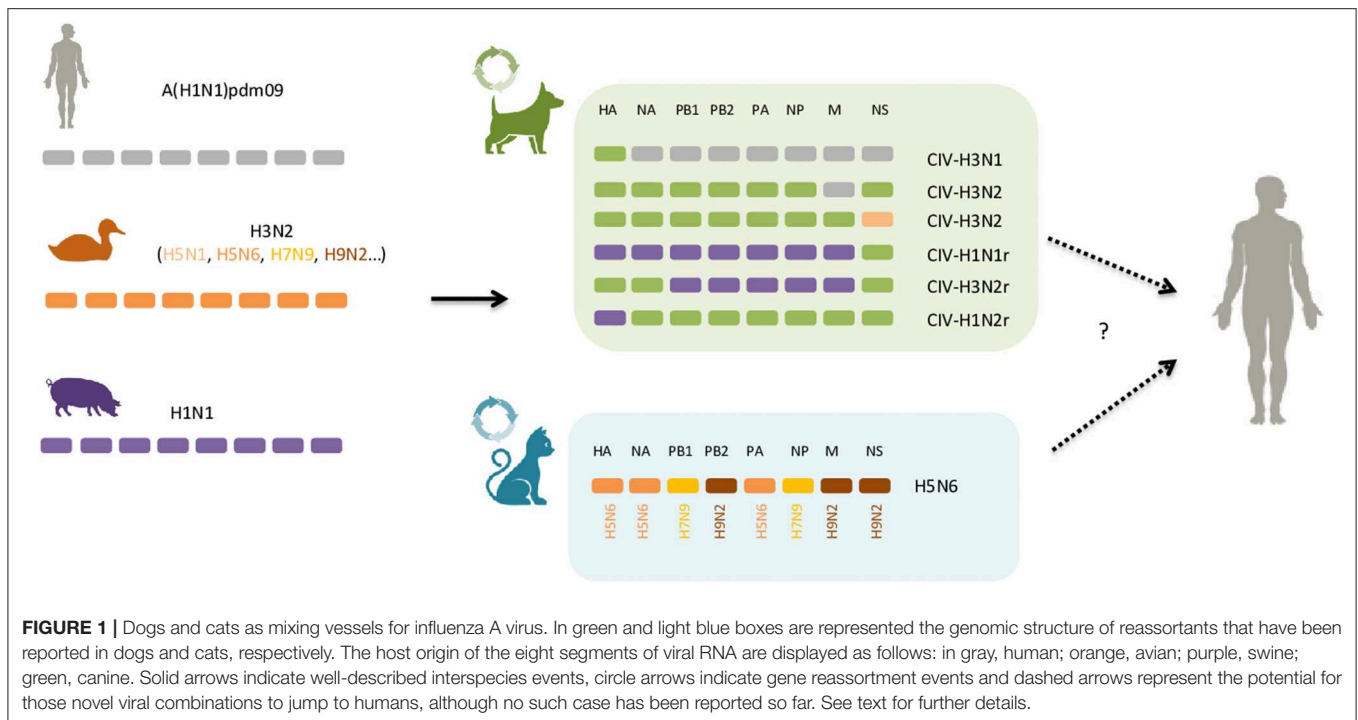 A(H1N1)pdm09
H3N2
(H5N1, H5N6, H7N9, H9N2...)
H1N1
HA NA PB1 PB2 PA NP M NS
CIV-H3N1
CIV-H3N2
CIV-H3N2
CIV-H1N1r
CIV-H3N2r
CIV-H1N2r
HA NA PB1 PB2 PA NP M NS
H5N6
H5N6 H5N6 H7N9 H9N2 H5N6 H7N9 H9N2 H9N2
?
FIGURE 1 | Dogs and cats as mixing vessels for influenza A virus. In green and light blue boxes are represented the genomic structure of reassortants that have been
reported in dogs and cats, respectively. The host origin of the eight segments of viral RNA are displayed as follows: in gray, human; orange, avian; purple, swine;
green, canine. Solid arrows indicate well-described interspecies events, circle arrows indicate gene reassortment events and dashed arrows represent the potential for
those novel viral combinations to jump to humans, although no such case has been reported so far. See text for further details.